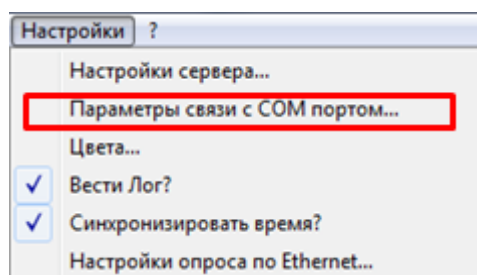 Настройки ?
Настройки сервера...
Параметры связи с COM портом...
Цвета...
Вести Лог?
Синхронизировать время?
Настройки опроса по Ethernet...